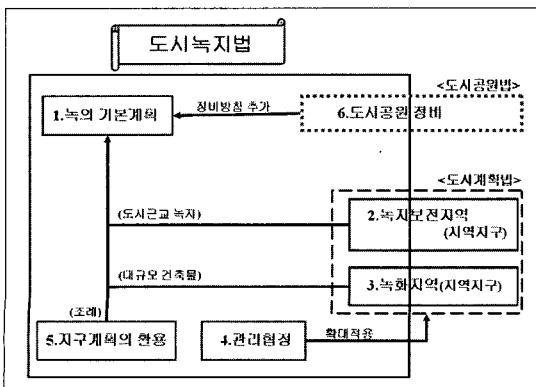 도시녹지법
<도시공원법>
1.녹의 기본계획
정비방침 추가
6.도시공원 정비
<도시계획법>
(도시근교 녹지)
2.녹지보전지역
(지역지구)
(대규모 건축물)
3.녹화지역(지역지구)
(조례)
5.지구계획의 활용
4.관리협정
확대적용